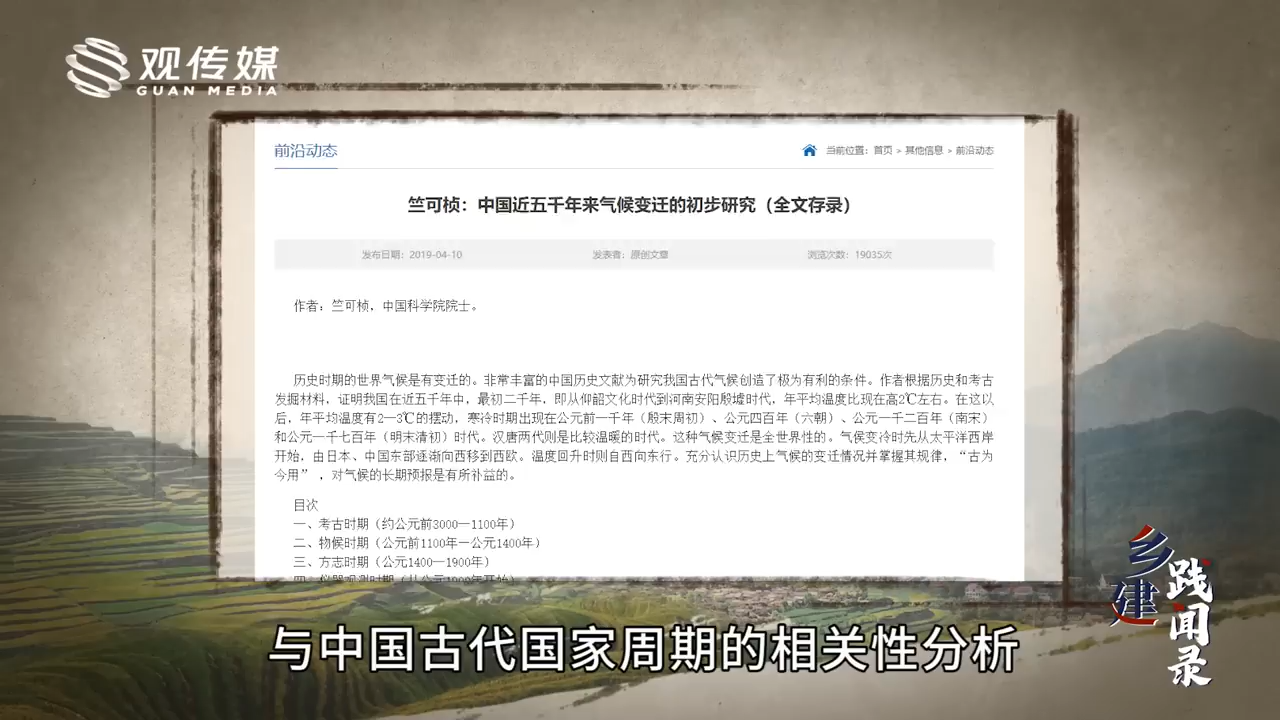 观传媒
GUAN MEDIA
前沿动态
当前位置：首页 > 其他信息 > 前沿动态
竺可桢：中国近五千年来气候变迁的初步研究（全文存录）
发布日期：2019-04-10 发表者：原创文章 浏览次数：19035次
作者：竺可桢，中国科学院院士。
历史时期的世界气候是有变迁的。非常丰富的中国历史文献为研究我国古代气候创造了极为有利的条件。作者根据历史和考古
发掘材料，证明我国在近五千年中，最初二千年，即从仰韶文化时代到河南安阳殷墟时代，年平均温度比现在高2℃左右。在这以
后，年平均温度有2—3℃的摆动，寒冷时期出现在公元前一千年（殷末周初）、公元四百年（六朝）、公元一千二百年（南宋）
和公元一千七百年（明末清初）时代。汉唐两代则是比较温暖的时代。这种气候变迁是全世界性的。气候变冷时先从太平洋西岸
开始，由日本、中国东部逐渐向西移到西欧。温度回升时则自西向东行。充分认识历史上气候的变迁情况并掌握其规律，“古为
今用”，对气候的长期预报是有所补益的。
目次
一、考古时期（约公元前3000—1100年）
二、物候时期（公元前1100年—公元1400年）
三、方志时期（公元1400—1900年）
四、仪器观测时期（从公元1900年开始）
乡建
践闻录
与中国古代国家周期的相关性分析